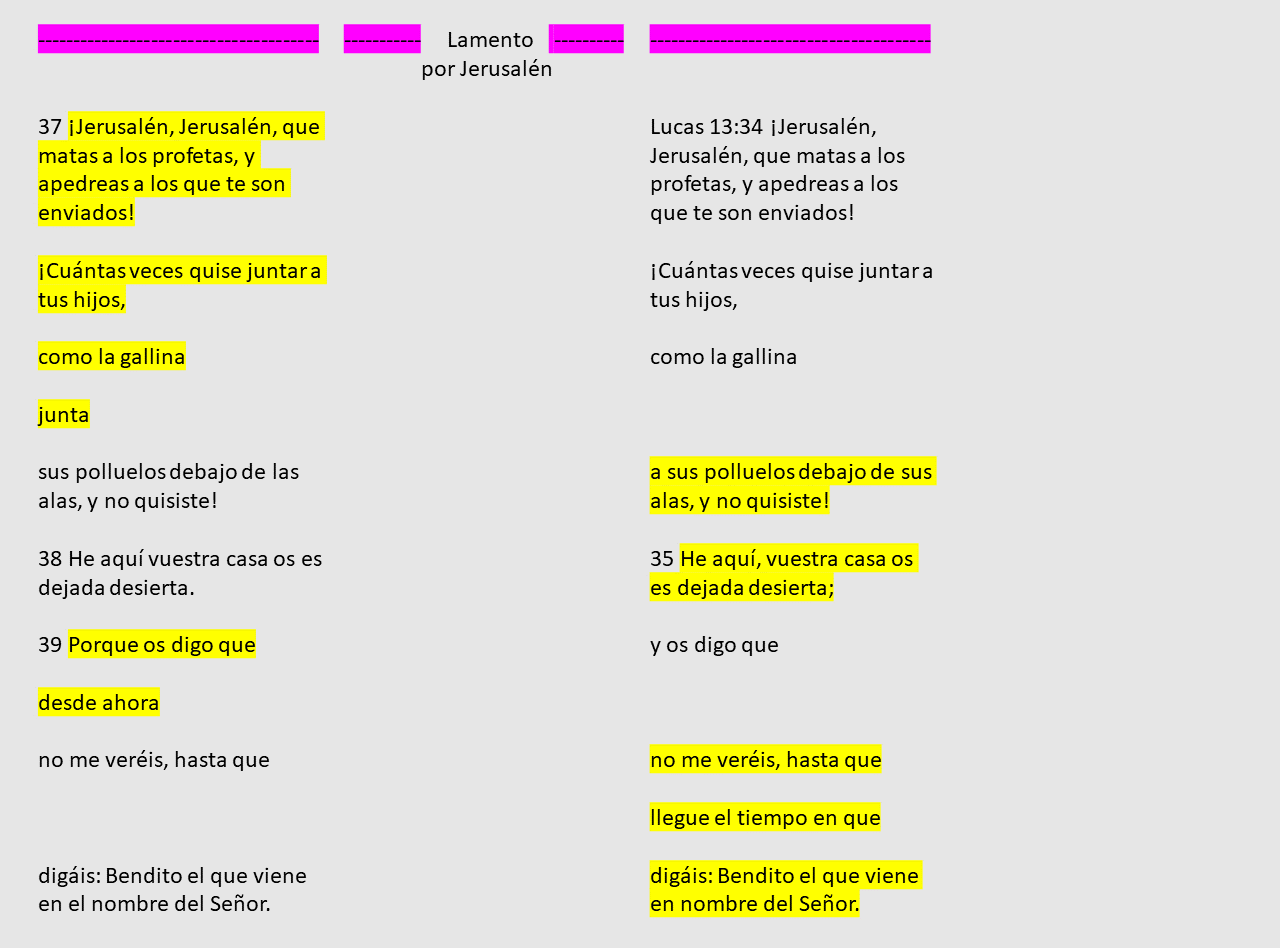 ------------------------------------- ----------- Lamento ---------- -------------------------------------
por Jerusalén
37 ¡Jerusalén, Jerusalén, que
matas a los profetas, y
apedreas a los que te son
enviados!
¡Cuántas veces quise juntar a
tus hijos,
como la gallina
junta
sus polluelos debajo de las
alas, y no quisiste!
38 He aquí vuestra casa os es
dejada desierta.
39 Porque os digo que
desde ahora
no me veréis, hasta que
digáis: Bendito el que viene
en el nombre del Señor.
Lucas 13:34 ¡Jerusalén,
Jerusalén, que matas a los
profetas, y apedreas a los
que te son enviados!
¡Cuántas veces quise juntar a
tus hijos,
como la gallina
a sus polluelos debajo de sus
alas, y no quisiste!
35 He aquí, vuestra casa os
es dejada desierta;
y os digo que
no me veréis, hasta que
llegue el tiempo en que
digáis: Bendito el que viene
en nombre del Señor.